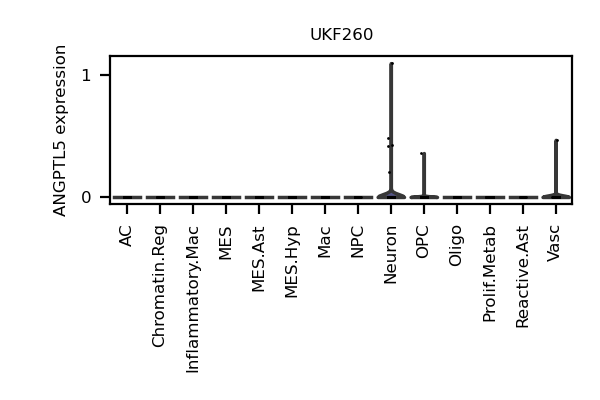 UKF260
ANGPTL5 expression
1
0
AC
Chromatin.Reg
Inflammatory.Mac
MES
MES.Ast
MES.Hyp
Mac
NPC
Neuron
OPC
Oligo
Prolif.Metab
Reactive.Ast
Vasc